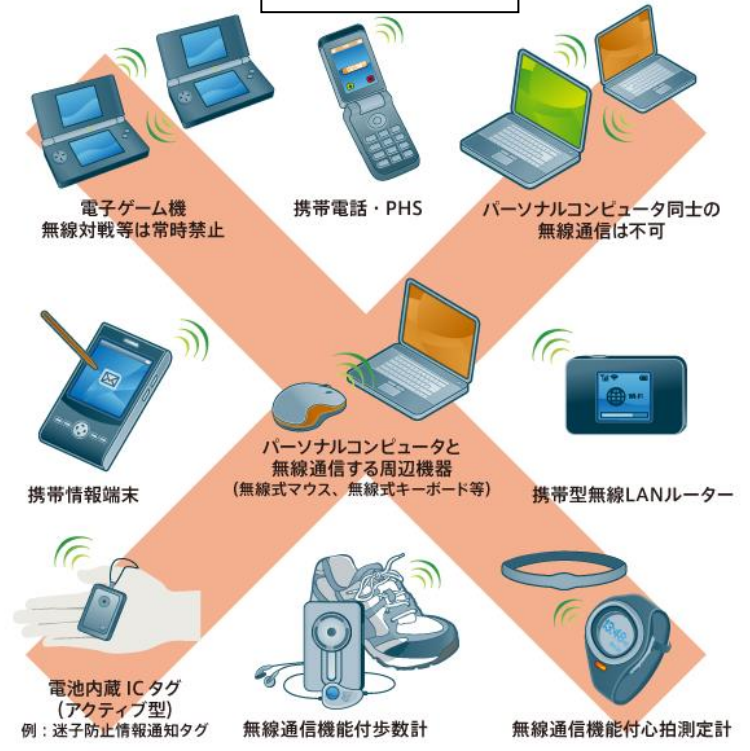 電子ゲーム機
無線対戦等は常時禁止
携帯電話・PHS
パーソナルコンピュータ同士の
無線通信は不可
携帯情報端末
パーソナルコンピュータと
無線通信する周辺機器
(無線式マウス、無線式キーボード等)
携帯型無線LANルーター
電池内蔵 IC タグ
(アクティブ型)
例：迷子防止情報通知タグ
無線通信機能付歩数計
無線通信機能付心拍測定計